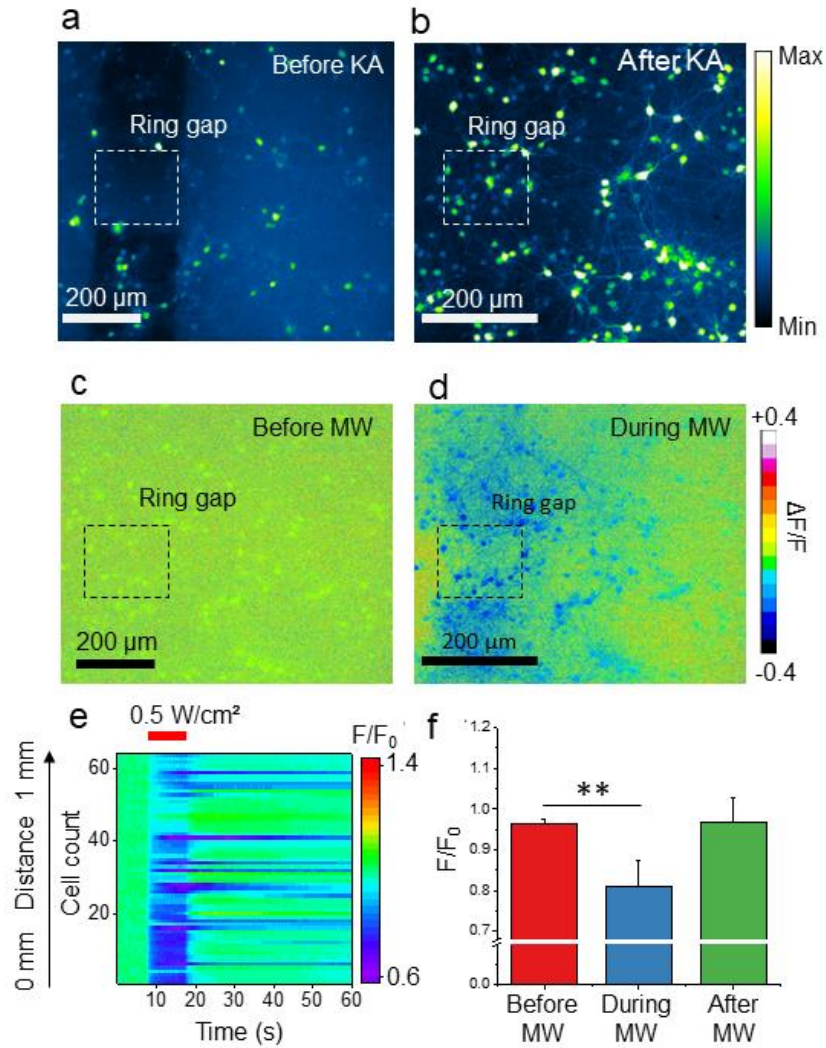 a
Before KA
Ring gap
200 µm
b
After KA
Ring gap
200 µm
Max
Min
c
Before MW
Ring gap
200 µm
d
During MW
Ring gap
200 µm
+0.4
ΔF/F
-0.4
e
0.5 W/cm²
F/F0
1.4
0.6
0 mm Distance 1 mm
Cell count
60
40
20
10 20 30 40 50 60
Time (s)
f
**
F/F0
1.2
1.1
1.0
0.9
0.8
0.7
0.0
Before During After
MW MW MW